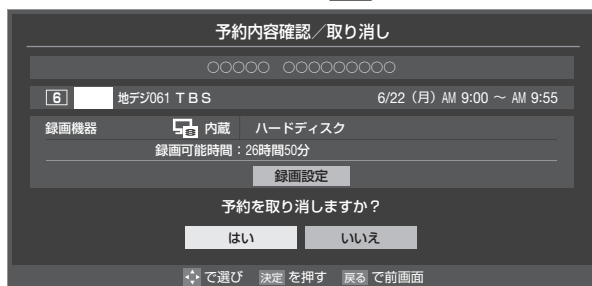 予約内容確認／取り消し
○○○○○ ○○○○○○○○○
6 地デジ061 TBS 6/22（月）AM 9:00 ～ AM 9:55
録画機器 内蔵 ハードディスク
録画可能時間：26時間50分
録画設定
予約を取り消しますか？
はい いいえ
で選び 決定 を押す 戻る で前画面